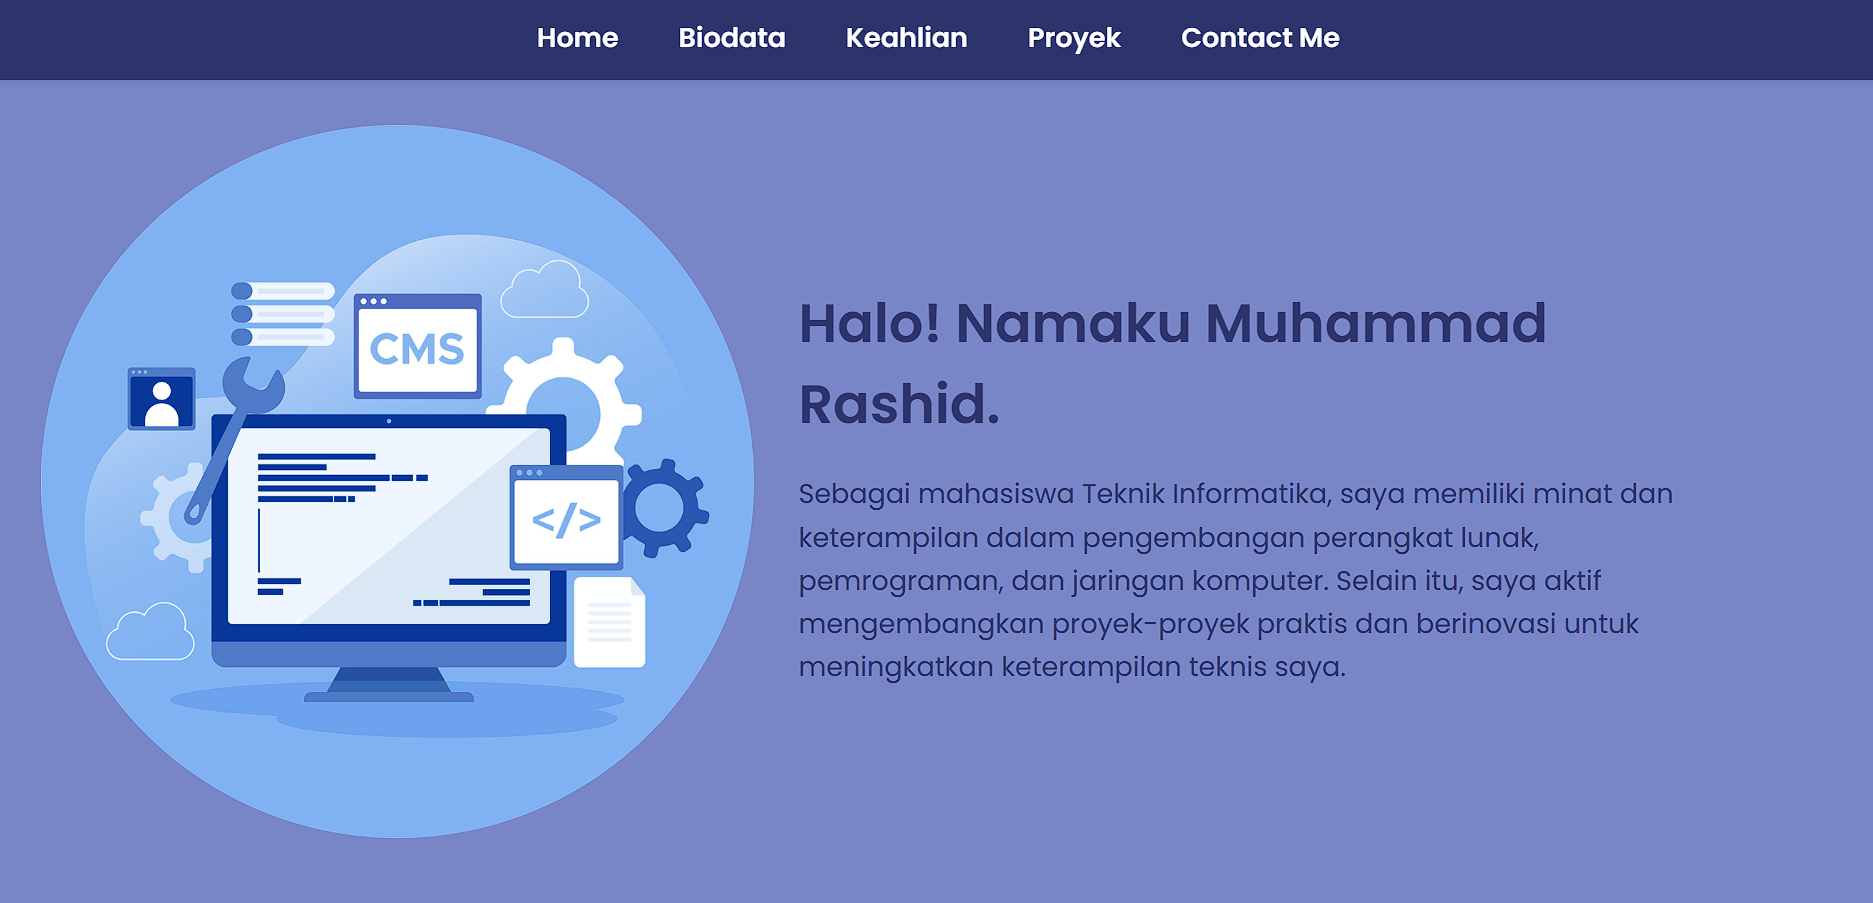 Home Biodata Keahlian Proyek Contact Me
CMS
</>
Halo! Namaku Muhammad
Rashid.
Sebagai mahasiswa Teknik Informatika, saya memiliki minat dan
keterampilan dalam pengembangan perangkat lunak,
pemrograman, dan jaringan komputer. Selain itu, saya aktif
mengembangkan proyek-proyek praktis dan berinovasi untuk
meningkatkan keterampilan teknis saya.